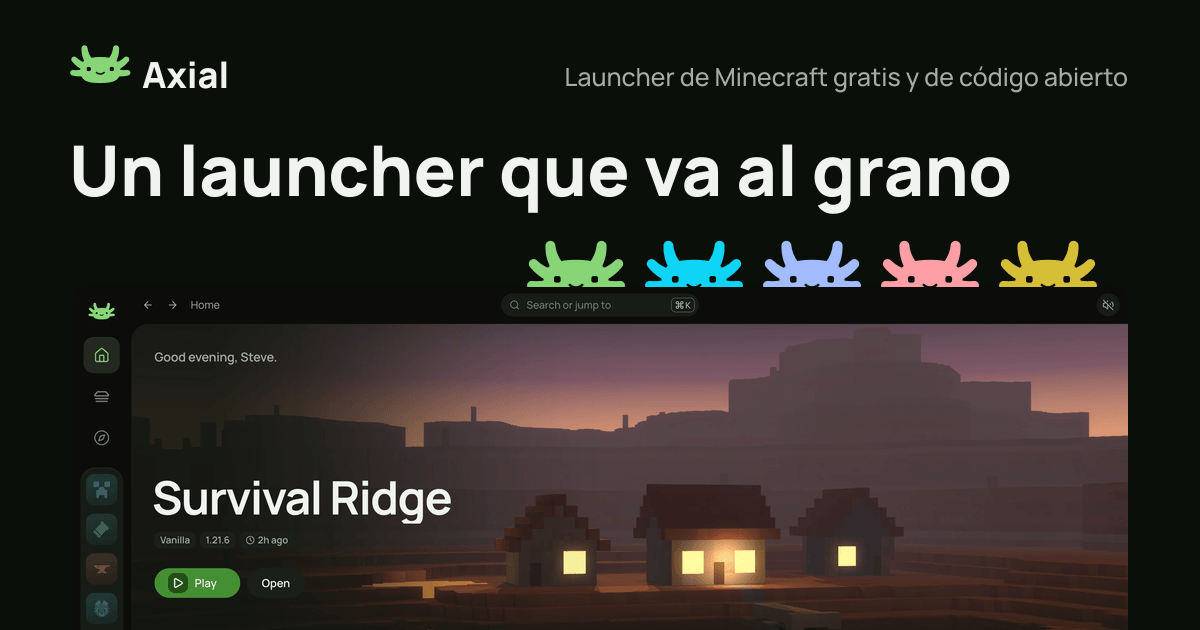 Axial
Launcher de Minecraft gratis y de código abierto
Un launcher que va al grano
Home
Search or jump to
⌘K
Good evening, Steve.
Survival Ridge
Vanilla
1.21.6
2h ago
Play
Open